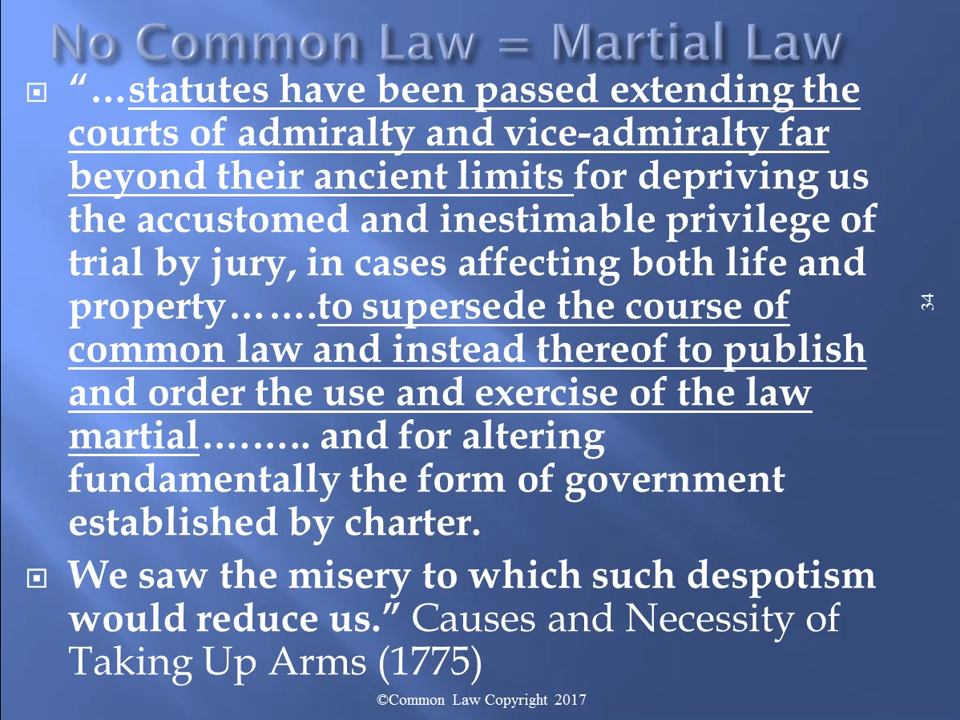 No Common Law = Martial Law
“…statutes have been passed extending the
courts of admiralty and vice-admiralty far
beyond their ancient limits for depriving us
the accustomed and inestimable privilege of
trial by jury, in cases affecting both life and
property…….to supersede the course of
common law and instead thereof to publish
and order the use and exercise of the law
martial…...….. and for altering
fundamentally the form of government
established by charter.
We saw the misery to which such despotism
would reduce us.” Causes and Necessity of
Taking Up Arms (1775)
34
©Common Law Copyright 2017